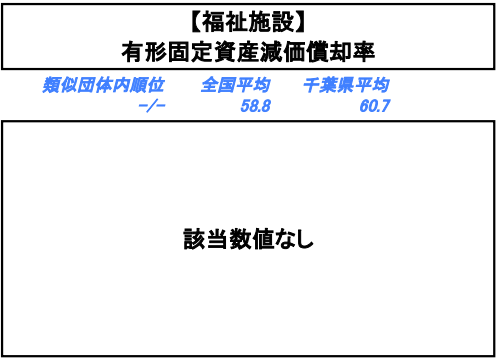 【福祉施設】
有形固定資産減価償却率
類似団体内順位 全国平均 千葉県平均
-/- 58.8 60.7
該当数値なし